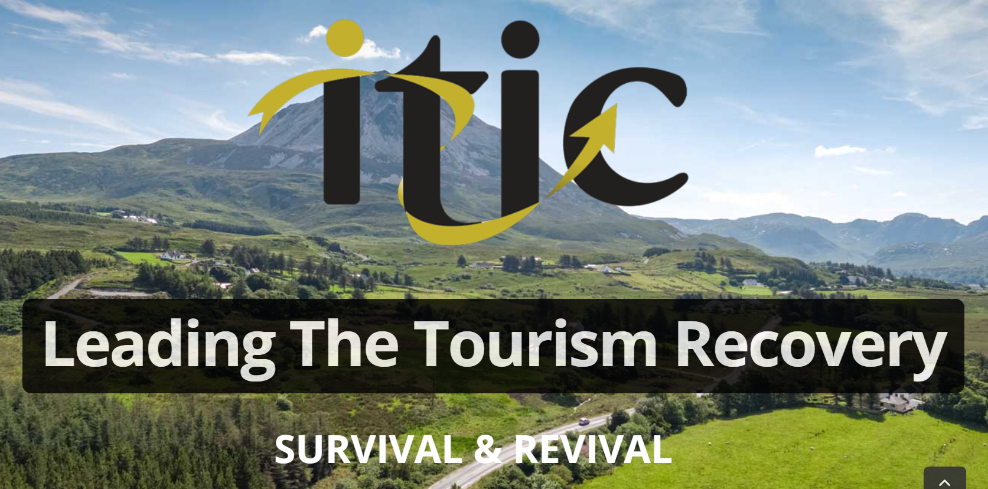 itic
Leading The Tourism Recovery
SURVIVAL & REVIVAL